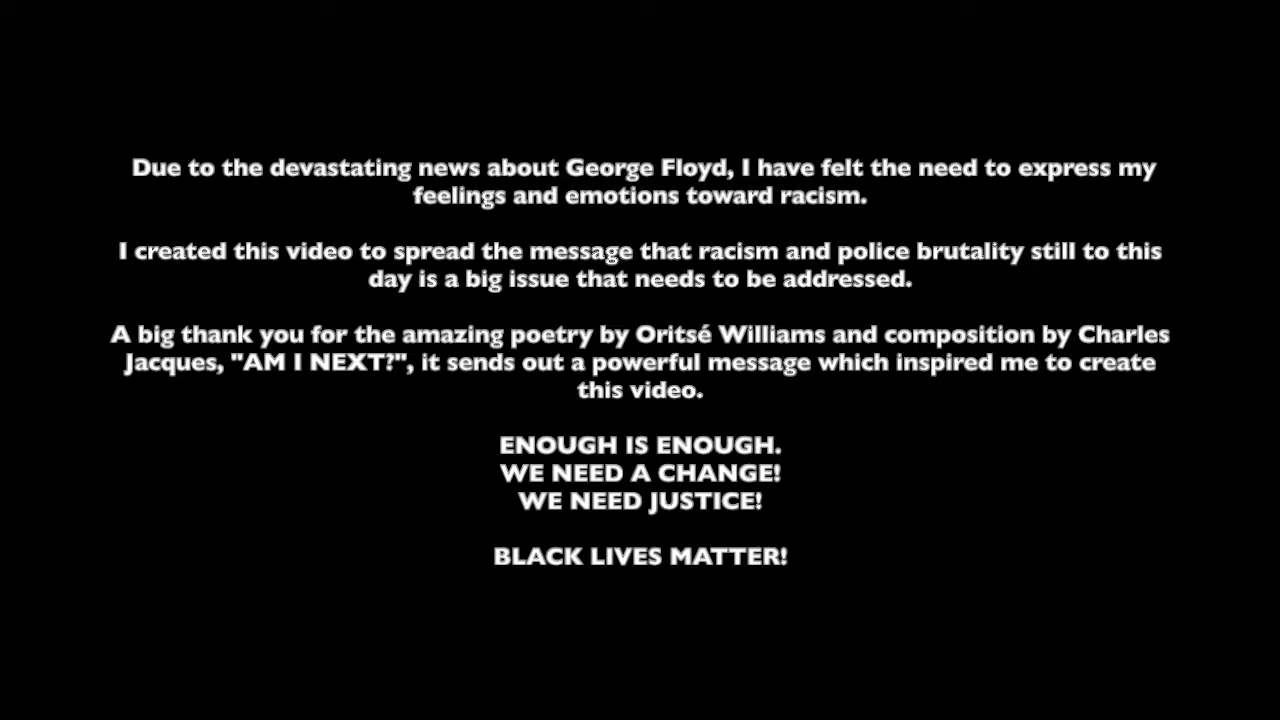 Due to the devastating news about George Floyd, I have felt the need to express my
feelings and emotions toward racism.
I created this video to spread the message that racism and police brutality still to this
day is a big issue that needs to be addressed.
A big thank you for the amazing poetry by Oritsé Williams and composition by Charles
Jacques, "AM I NEXT?", it sends out a powerful message which inspired me to create
this video.
ENOUGH IS ENOUGH.
WE NEED A CHANGE!
WE NEED JUSTICE!
BLACK LIVES MATTER!